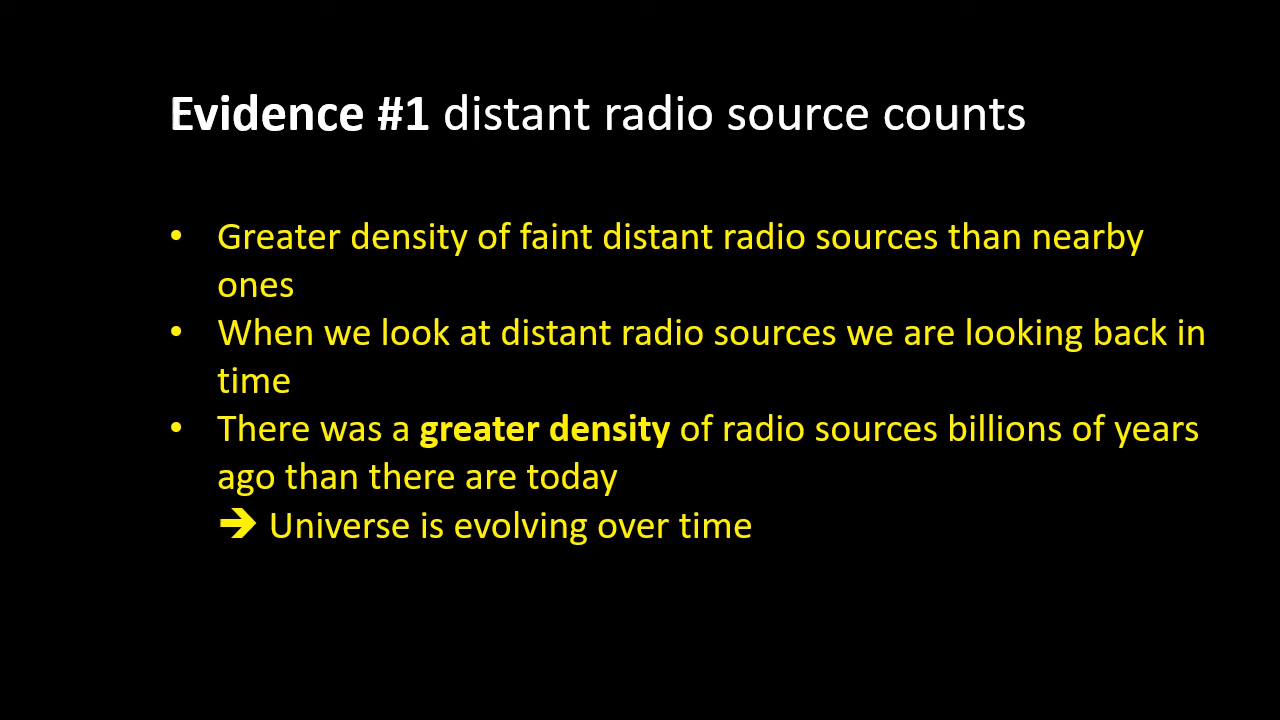 Evidence #1 distant radio source counts
• Greater density of faint distant radio sources than nearby
ones
• When we look at distant radio sources we are looking back in
time
• There was a greater density of radio sources billions of years
ago than there are today
➔ Universe is evolving over time